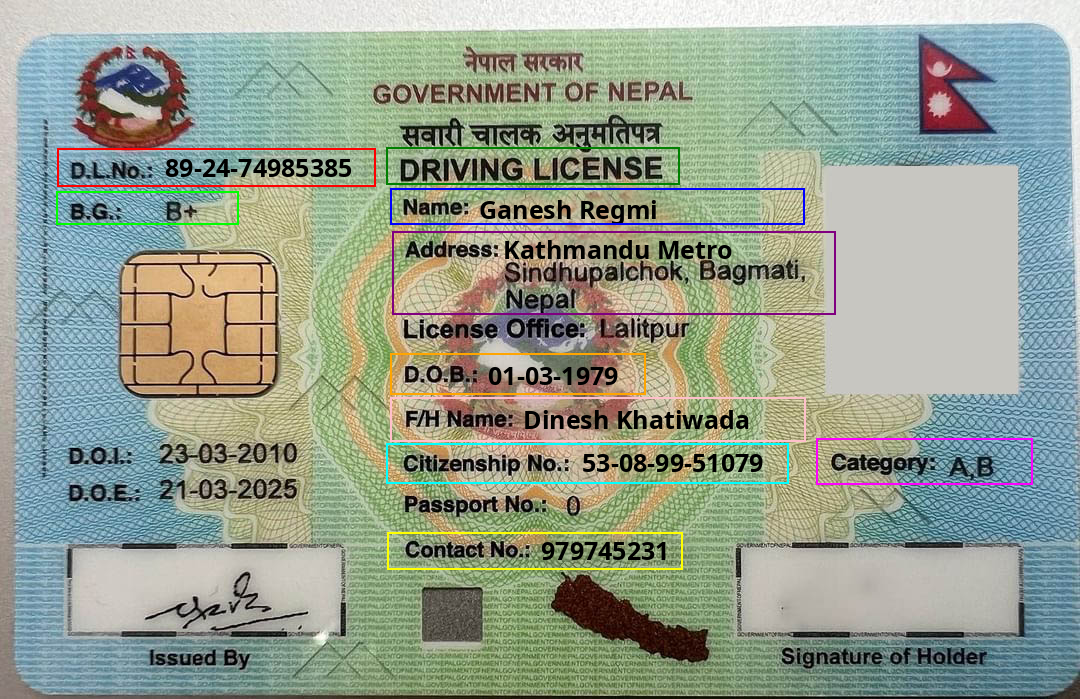 नेपाल सरकार
GOVERNMENT OF NEPAL
सवारी चालक अनुमतिपत्र
DRIVING LICENSE
D.L.No.: 89-24-74985385
B.G.: B+
Name: Ganesh Regmi
Address: Kathmandu Metro
Sindhupalchok, Bagmati,
Nepal
License Office: Lalitpur
D.O.B.: 01-03-1979
F/H Name: Dinesh Khatiwada
D.O.I.: 23-03-2010
Citizenship No.: 53-08-99-51079
Category: A,B
D.O.E.: 21-03-2025
Passport No.: 0
Contact No.: 979745231
Issued By
Signature of Holder